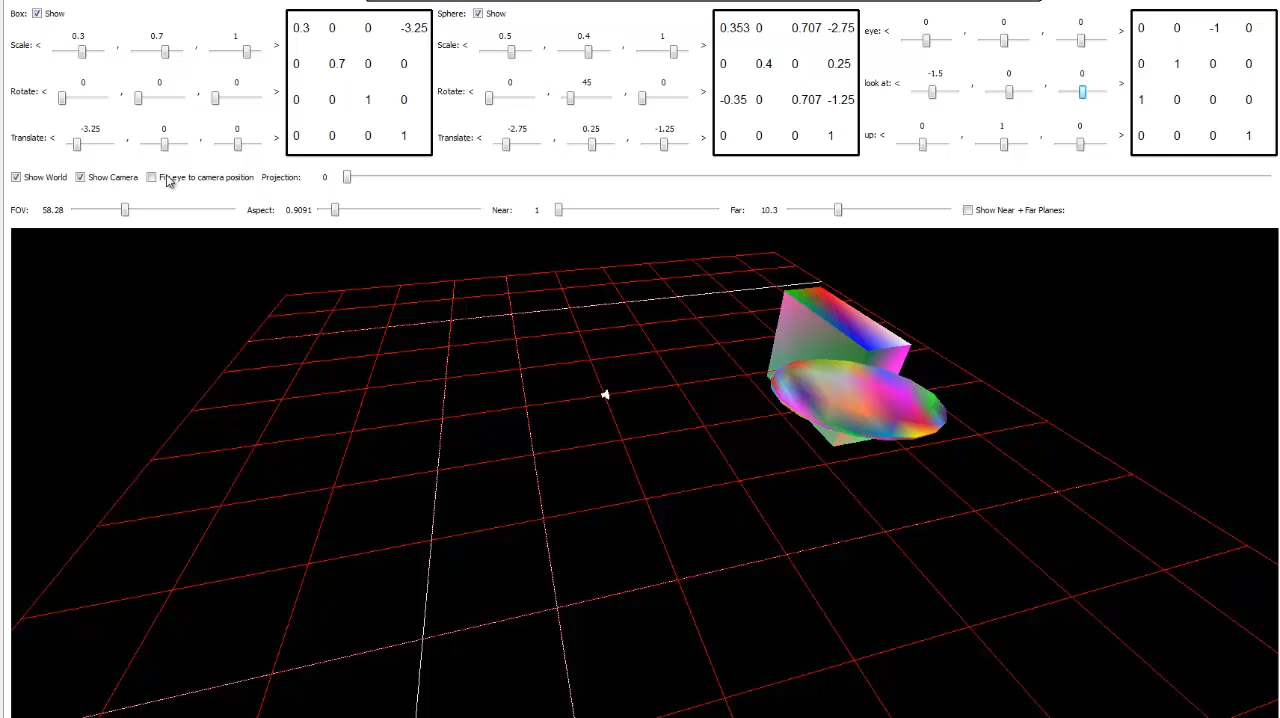 Box: Show
Scale: < 0.3 , 0.7 , 1 >
Rotate: < 0 , 0 , 0
Translate: < -3.25 , 0 , 0 >
0.3 0 0 -3.25
0 0.7 0 0
0 0 1 0
0 0 0 1
Sphere: Show
Scale: < 0.5 , 0.4 , 1 >
Rotate: < 0 , 45 , 0
Translate: < -2.75 , 0.25 , -1.25 >
0.353 0 0.707 -2.75
0 0.4 0 0.25
-0.35 0 0.707 -1.25
0 0 0 1
eye: < 0 , 0 , 0 >
look at: < -1.5 , 0 , 0 >
up: < 0 , 1 , 0 >
0 0 -1 0
0 1 0 0
1 0 0 0
0 0 0 1
Show World Show Camera eye to camera position Projection: 0
FOV: 58.28 Aspect: 0.9091 Near: 1 Far: 10.3 Show Near + Far Planes: